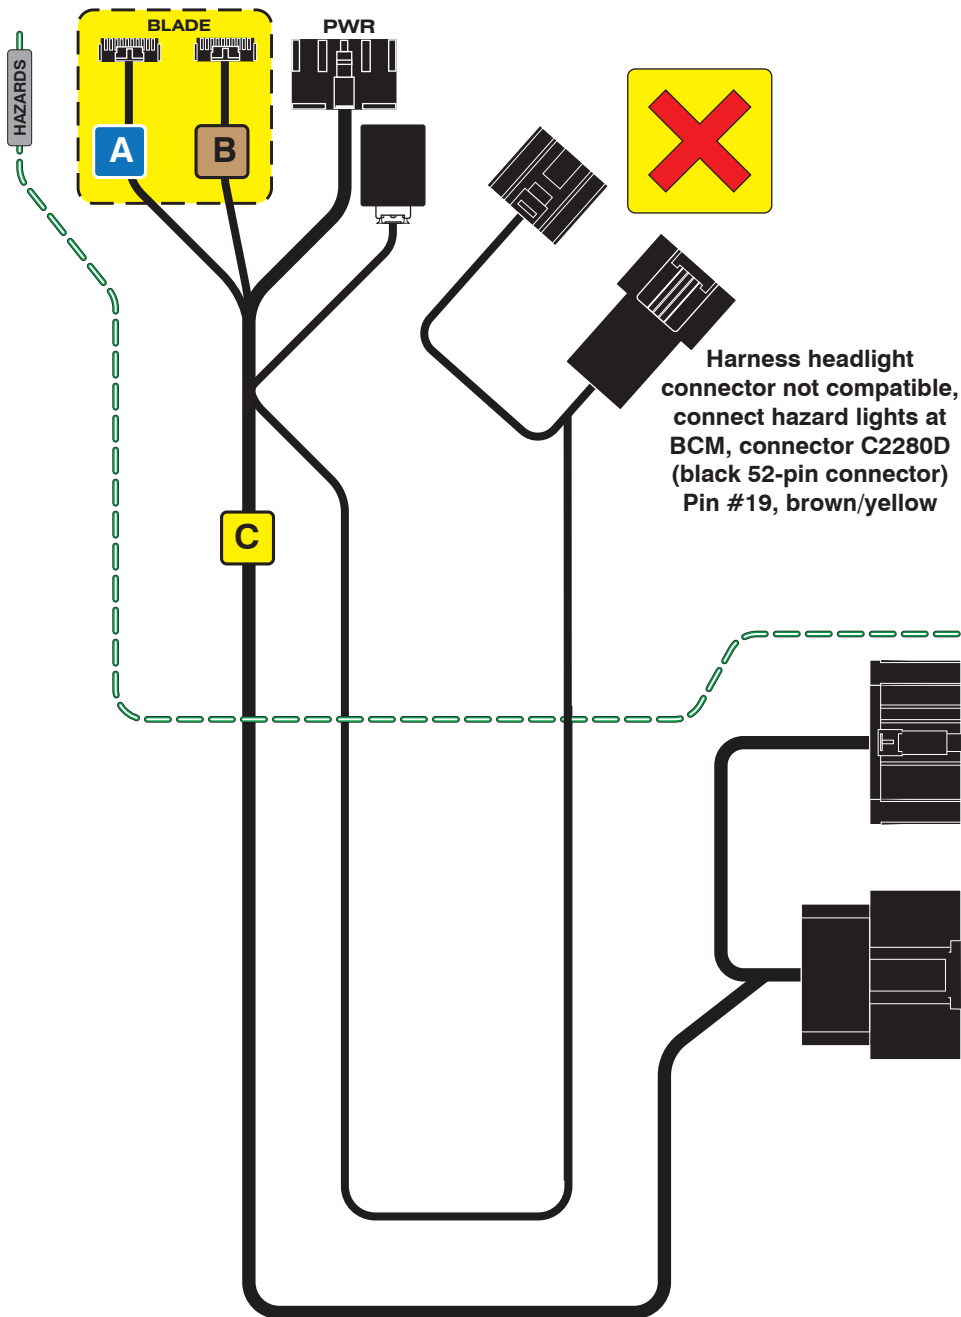 BLADE
PWR
HAZARDS
A
B
Harness headlight
connector not compatible,
connect hazard lights at
BCM, connector C2280D
(black 52-pin connector)
Pin #19, brown/yellow
C